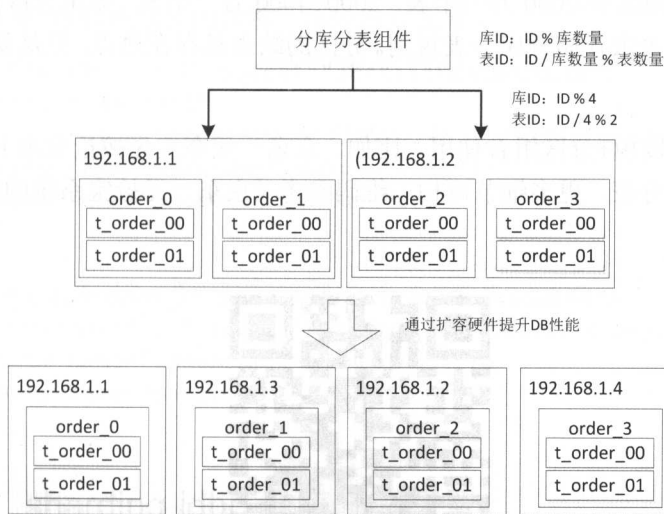 分库分表组件
库ID：ID % 库数量
表ID：ID / 库数量 % 表数量
库ID：ID % 4
表ID：ID / 4 % 2
192.168.1.1
order_0
t_order_00
t_order_01
order_1
t_order_00
t_order_01
(192.168.1.2
order_2
t_order_00
t_order_01
order_3
t_order_00
t_order_01
通过扩容硬件提升DB性能
192.168.1.1
order_0
t_order_00
t_order_01
192.168.1.3
order_1
t_order_00
t_order_01
192.168.1.2
order_2
t_order_00
t_order_01
192.168.1.4
order_3
t_order_00
t_order_01